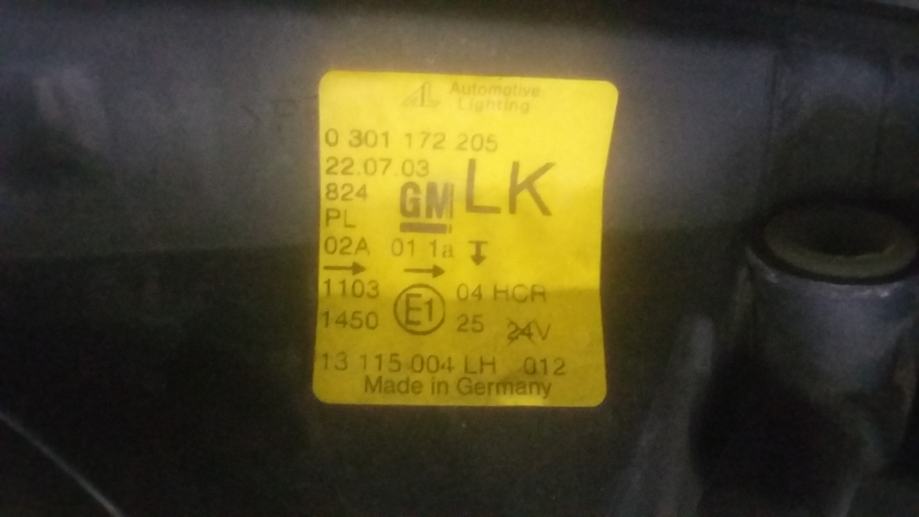 Automotive
Lighting
0 301 172 205
22.07.03
824 GM LK
PL
02A 01 1a
1103 E1 04 HCR
1450 25 24V
13 115 004 LH 012
Made in Germany